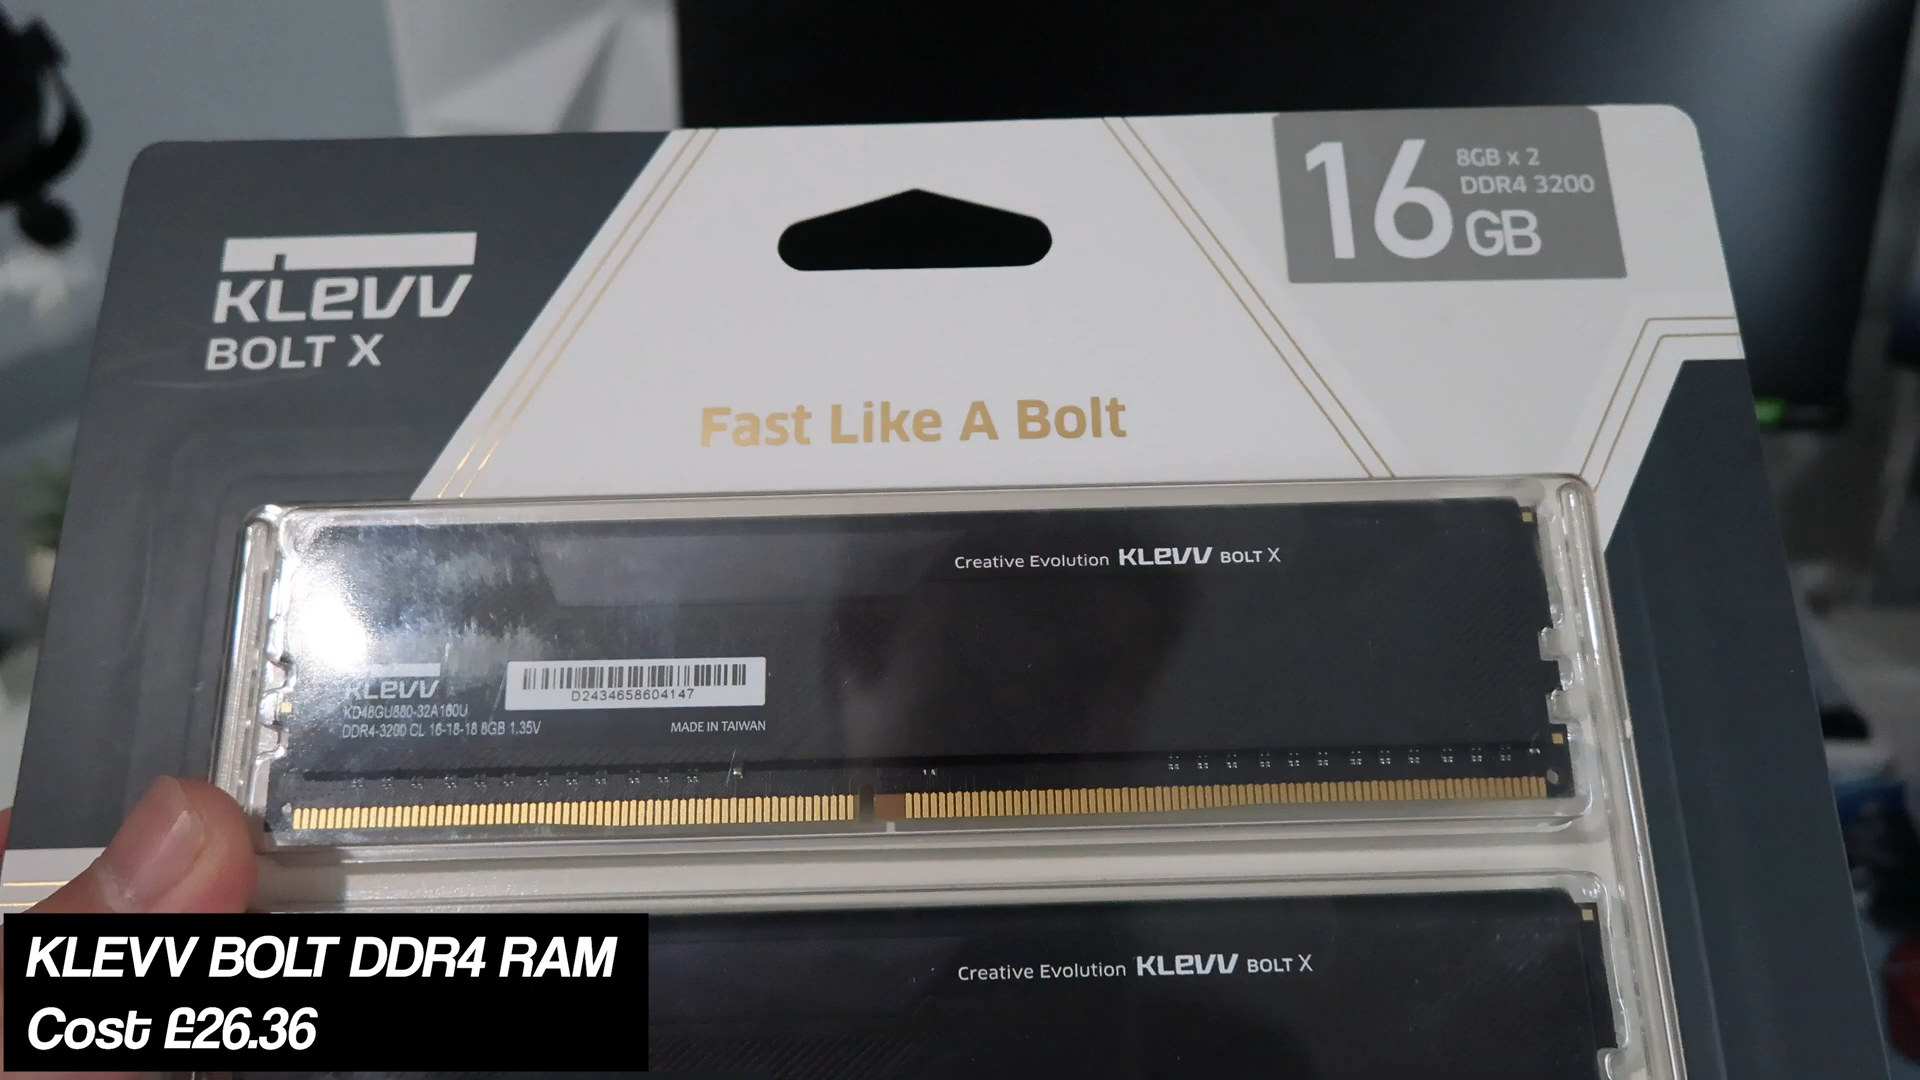 KLEVV
BOLT X
16
8GB x 2
DDR4 3200
GB
Fast Like A Bolt
Creative Evolution KLEVV BOLT X
KLEVV
D2434658604147
KD48GU880-32A160U
DDR4-3200 CL 16-18-18 8GB 1.35V
MADE IN TAIWAN
Creative Evolution KLEVV BOLT X
KLEVV BOLT DDR4 RAM
Cost £26.36